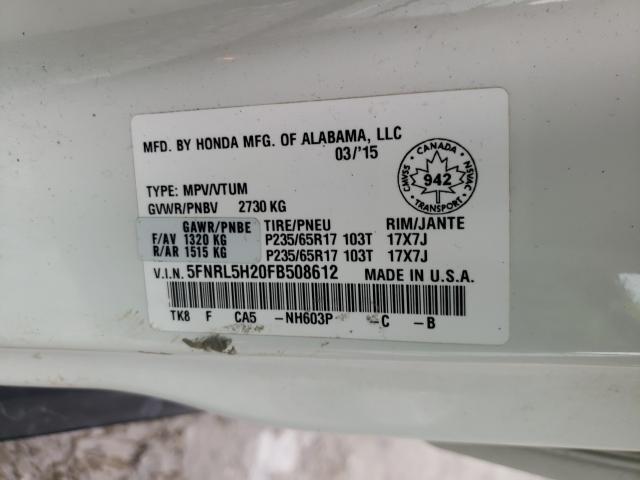 MFD. BY HONDA MFG. OF ALABAMA, LLC
03/'15
CANADA
CMVSS 942 NSVAC
TRANSPORT
TYPE: MPV/VTUM
GVWR/PNBV 2730 KG
GAWR/PNBE TIRE/PNEU RIM/JANTE
F/AV 1320 KG P235/65R17 103T 17X7J
R/AR 1515 KG P235/65R17 103T 17X7J
V.I.N. 5FNRL5H20FB508612 MADE IN U.S.A.
TK8 F CA5 -NH603P -C -B